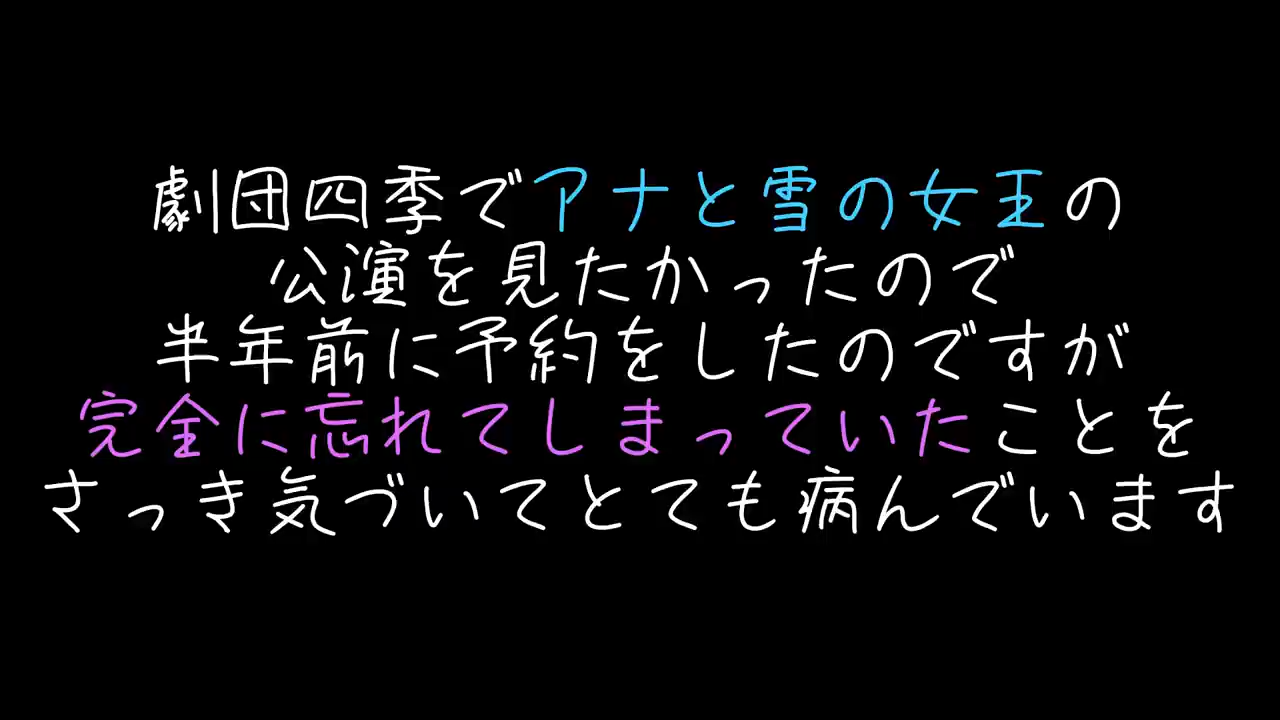 劇団四季でアナと雪の女王の
公演を見たかったので
半年前に予約をしたのですが
完全に忘れてしまっていたことを
さっき気づいてとても病んでいます